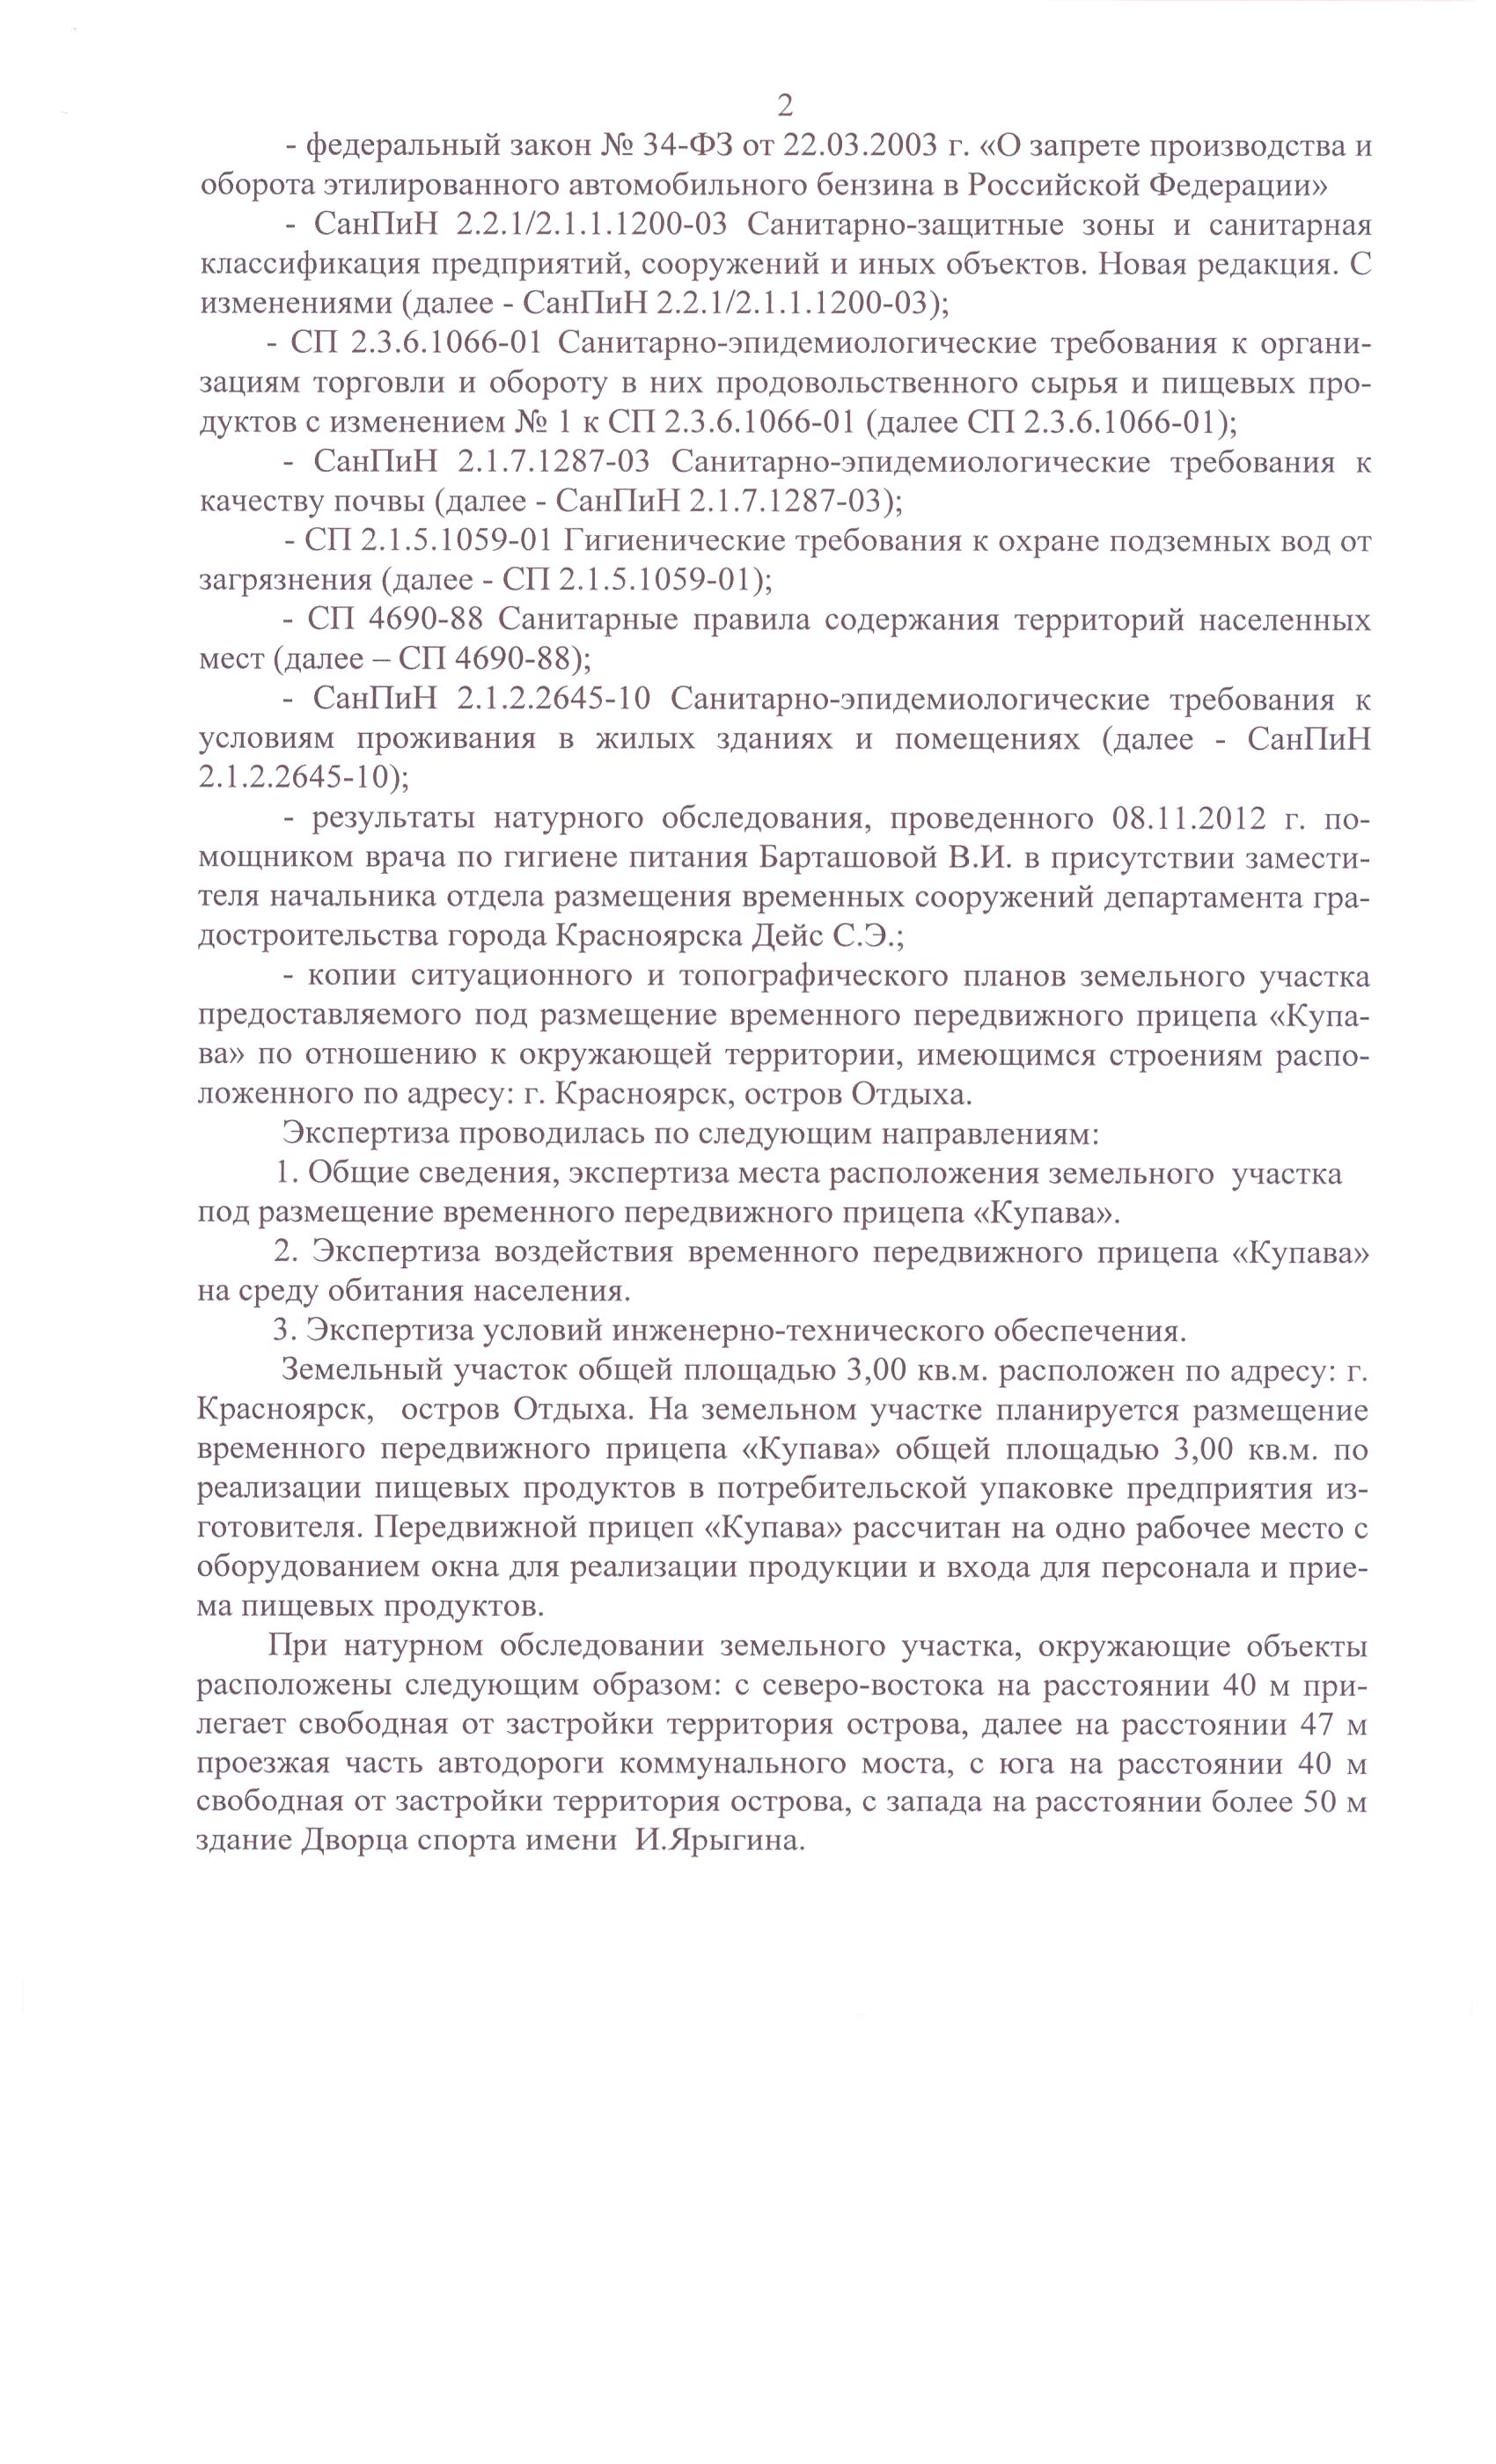 2
- федеральный закон № 34-ФЗ от 22.03.2003 г. «О запрете производства и
оборота этилированного автомобильного бензина в Российской Федерации»
- СанПиН 2.2.1/2.1.1.1200-03 Санитарно-защитные зоны и санитарная
классификация предприятий, сооружений и иных объектов. Новая редакция. С
изменениями (далее - СанПиН 2.2.1/2.1.1.1200-03);
- СП 2.3.6.1066-01 Санитарно-эпидемиологические требования к органи-
зациям торговли и обороту в них продовольственного сырья и пищевых про-
дуктов с изменением № 1 к СП 2.3.6.1066-01 (далее СП 2.3.6.1066-01);
- СанПиН 2.1.7.1287-03 Санитарно-эпидемиологические требования к
качеству почвы (далее - СанПиН 2.1.7.1287-03);
- СП 2.1.5.1059-01 Гигиенические требования к охране подземных вод от
загрязнения (далее - СП 2.1.5.1059-01);
- СП 4690-88 Санитарные правила содержания территорий населенных
мест (далее – СП 4690-88);
- СанПиН 2.1.2.2645-10 Санитарно-эпидемиологические требования к
условиям проживания в жилых зданиях и помещениях (далее - СанПиН
2.1.2.2645-10);
- результаты натурного обследования, проведенного 08.11.2012 г. по-
мощником врача по гигиене питания Барташовой В.И. в присутствии замести-
теля начальника отдела размещения временных сооружений департамента гра-
достроительства города Красноярска Дейс С.Э.;
- копии ситуационного и топографического планов земельного участка
предоставляемого под размещение временного передвижного прицепа «Купа-
ва» по отношению к окружающей территории, имеющимся строениям распо-
ложенного по адресу: г. Красноярск, остров Отдыха.
Экспертиза проводилась по следующим направлениям:
1. Общие сведения, экспертиза места расположения земельного участка
под размещение временного передвижного прицепа «Купава».
2. Экспертиза воздействия временного передвижного прицепа «Купава»
на среду обитания населения.
3. Экспертиза условий инженерно-технического обеспечения.
Земельный участок общей площадью 3,00 кв.м. расположен по адресу: г.
Красноярск, остров Отдыха. На земельном участке планируется размещение
временного передвижного прицепа «Купава» общей площадью 3,00 кв.м. по
реализации пищевых продуктов в потребительской упаковке предприятия из-
готовителя. Передвижной прицеп «Купава» рассчитан на одно рабочее место с
оборудованием окна для реализации продукции и входа для персонала и прие-
ма пищевых продуктов.
При натурном обследовании земельного участка, окружающие объекты
расположены следующим образом: с северо-востока на расстоянии 40 м при-
легает свободная от застройки территория острова, далее на расстоянии 47 м
проезжая часть автодороги коммунального моста, с юга на расстоянии 40 м
свободная от застройки территория острова, с запада на расстоянии более 50 м
здание Дворца спорта имени И.Ярыгина.